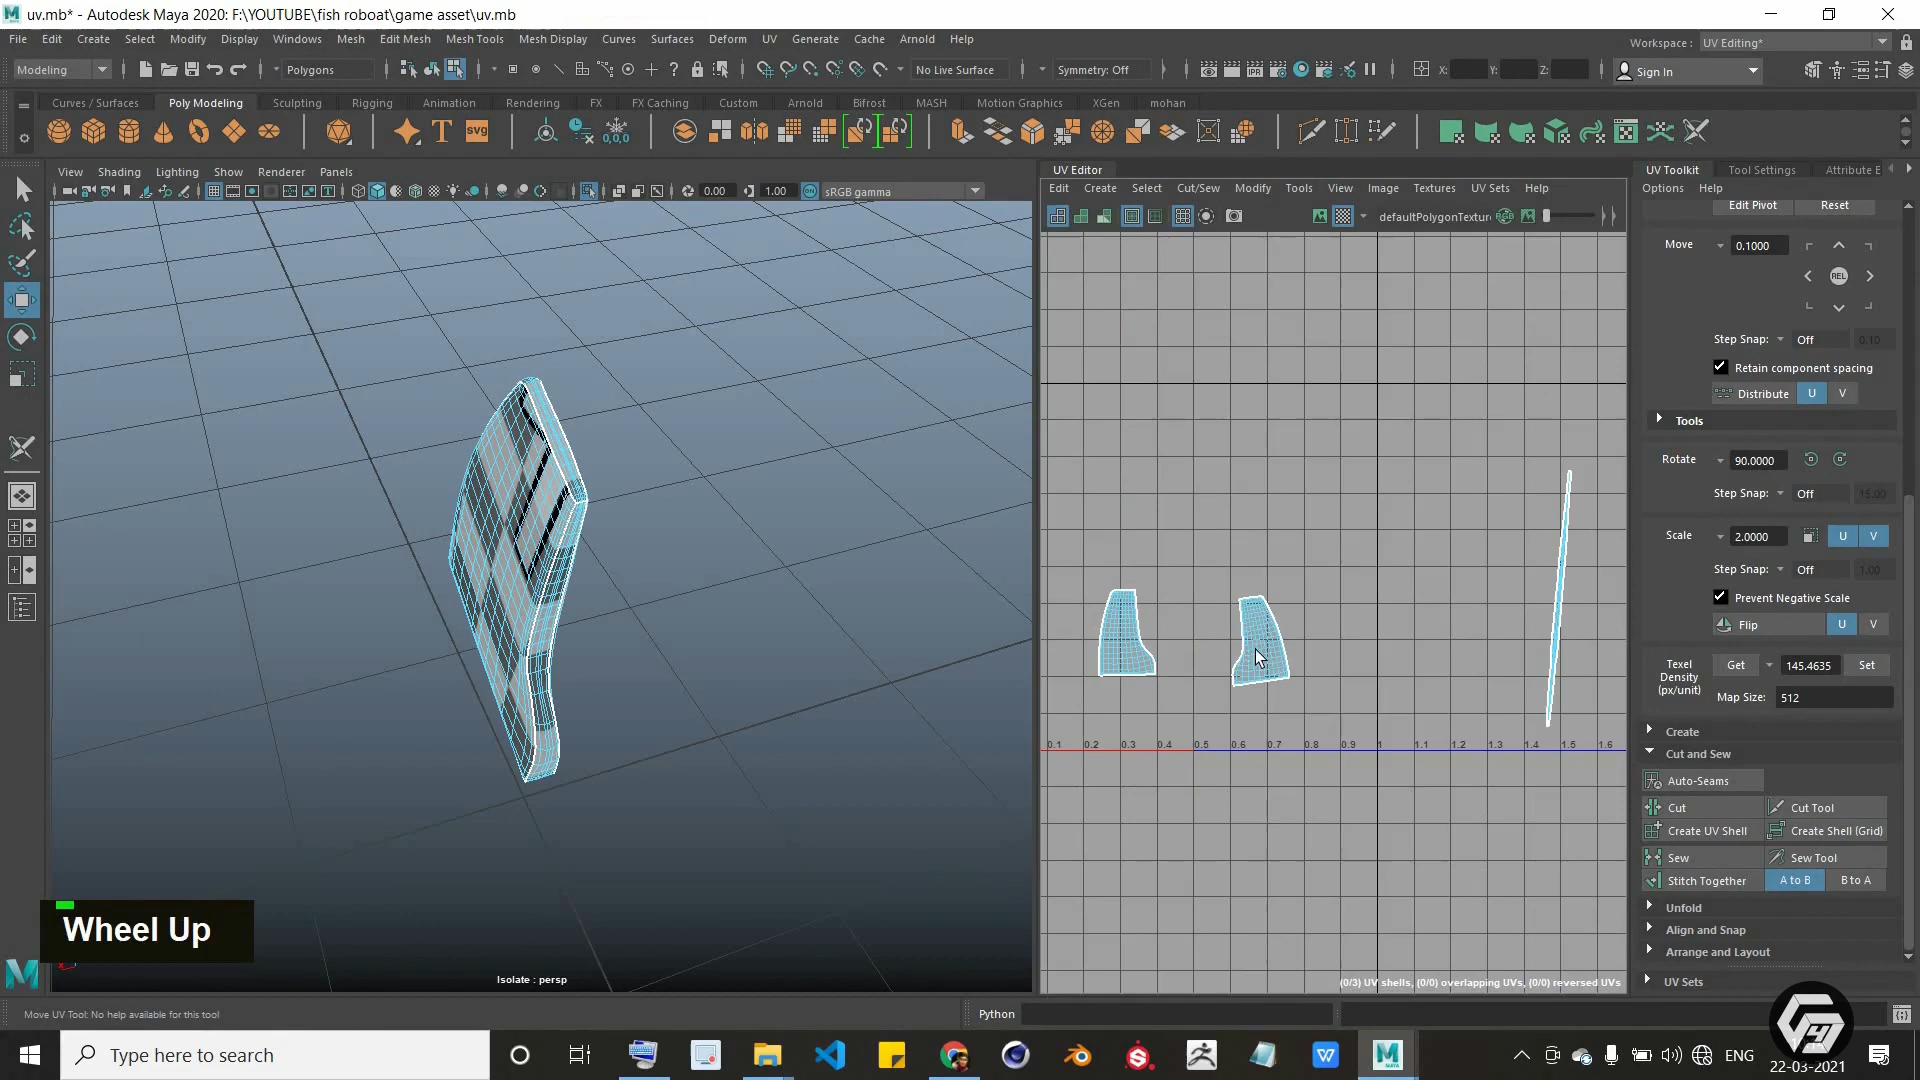 uv.mb* - Autodesk Maya 2020: F:\YOUTUBE\fish roboat\game asset\uv.mb
File Edit Create Select Modify Display Windows Mesh Edit Mesh Mesh Tools Mesh Display Curves Surfaces Deform UV Generate Cache Arnold Help
Workspace : UV Editing*
Modeling Polygons No Live Surface Symmetry: Off X: Y: Z: Sign In
Curves / Surfaces Poly Modeling Sculpting Rigging Animation Rendering FX FX Caching Custom Arnold Bifrost MASH Motion Graphics XGen mohan
View Shading Lighting Show Renderer Panels
0.00 1.00 sRGB gamma
UV Editor
Edit Create Select Cut/Sew Modify Tools View Image Textures UV Sets Help
defaultPolygonTextur
UV Toolkit Tool Settings Attribute E
Options Help
Edit Pivot Reset
Move 0.1000
REL
Step Snap: Off 0.10
Retain component spacing
Distribute U V
Tools
Rotate 90.0000
Step Snap: Off 15.00
Scale 2.0000 U V
Step Snap: Off 1.00
Prevent Negative Scale
Flip U V
Texel Density (px/unit) Get 145.4635 Set
Map Size: 512
Create
Cut and Sew
Auto-Seams
Cut Cut Tool
Create UV Shell Create Shell (Grid)
Sew Sew Tool
Stitch Together A to B B to A
Unfold
Align and Snap
Arrange and Layout
UV Sets
0.1 0.2 0.3 0.4 0.5 0.6 0.7 0.8 0.9 1 1.1 1.2 1.3 1.4 1.5 1.6
(0/3) UV shells, (0/0) overlapping UVs, (0/0) reversed UVs
Wheel Up
Isolate : persp
Move UV Tool: No help available for this tool
Python
Type here to search
ENG
22-03-2021